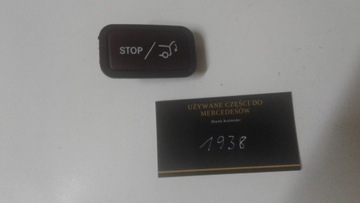 STOP /
UŻYWANE CZĘŚCI DO
MERCEDESÓW
1938